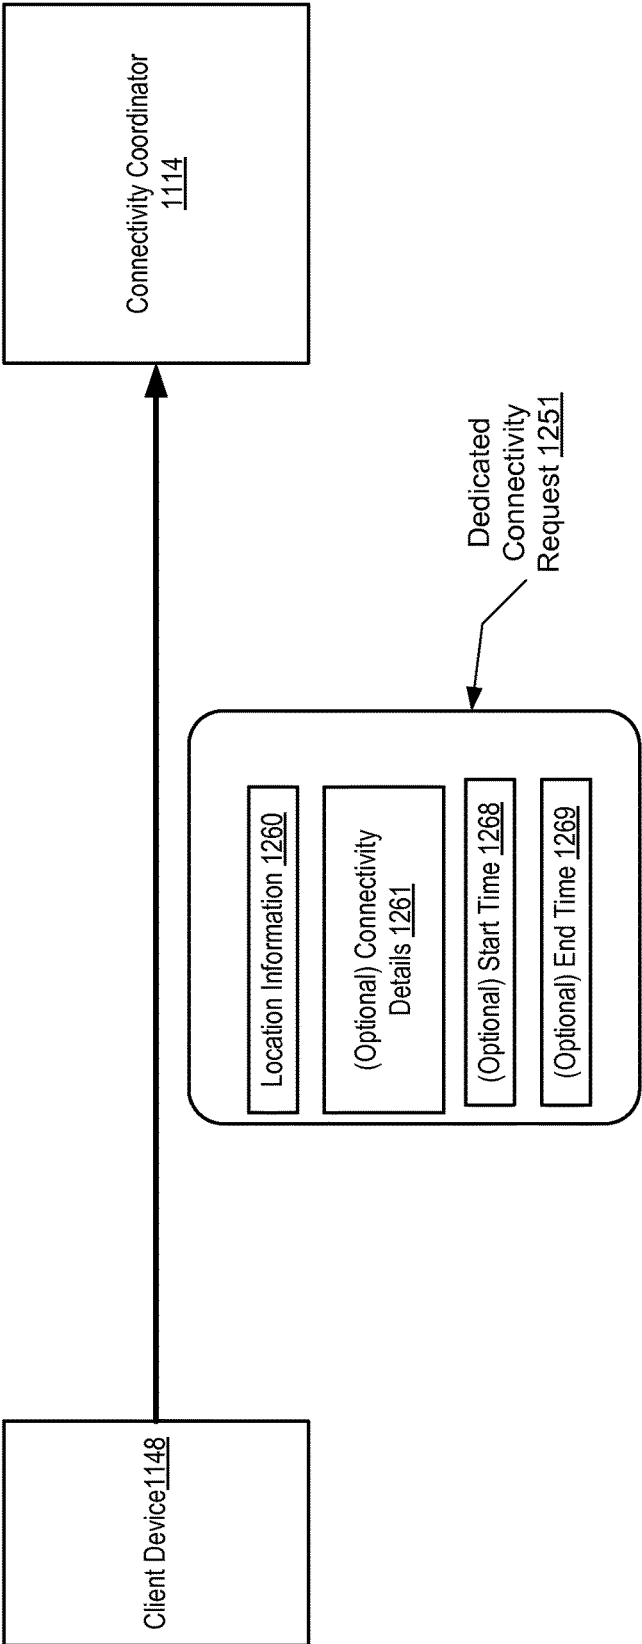 Client Device1148
Connectivity Coordinator
1114
Location Information 1260
(Optional) Connectivity
Details 1261
(Optional) Start Time 1268
(Optional) End Time 1269
Dedicated
Connectivity
Request 1251